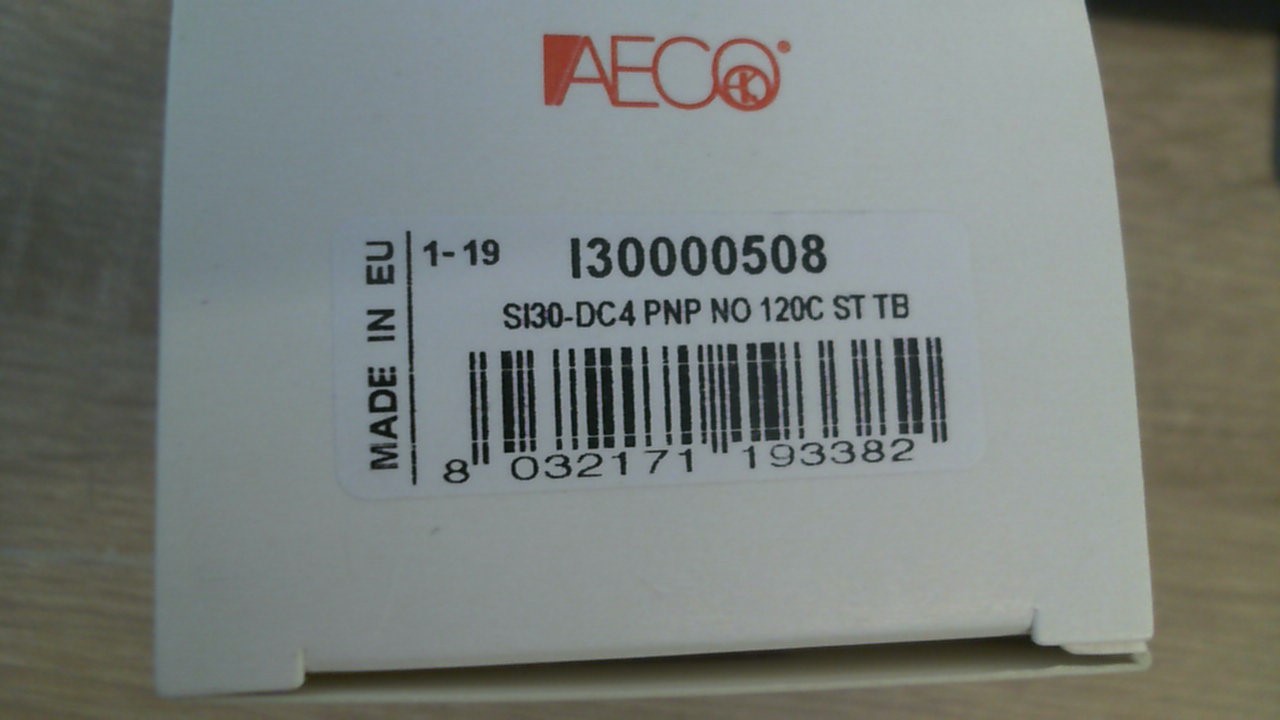 AECO
MADE IN EU
1-19
I30000508
SI30-DC4 PNP NO 120C ST TB
8 032171 193382